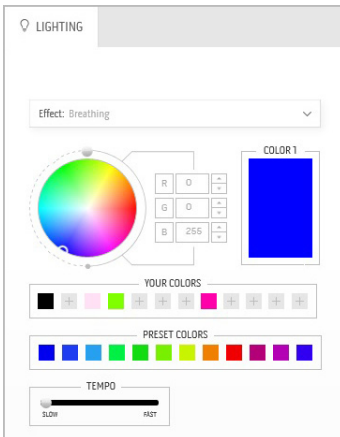 LIGHTING
Effect: Breathing
COLOR 1
R 0
G 0
B 255
YOUR COLORS
PRESET COLORS
TEMPO
SLOW FAST